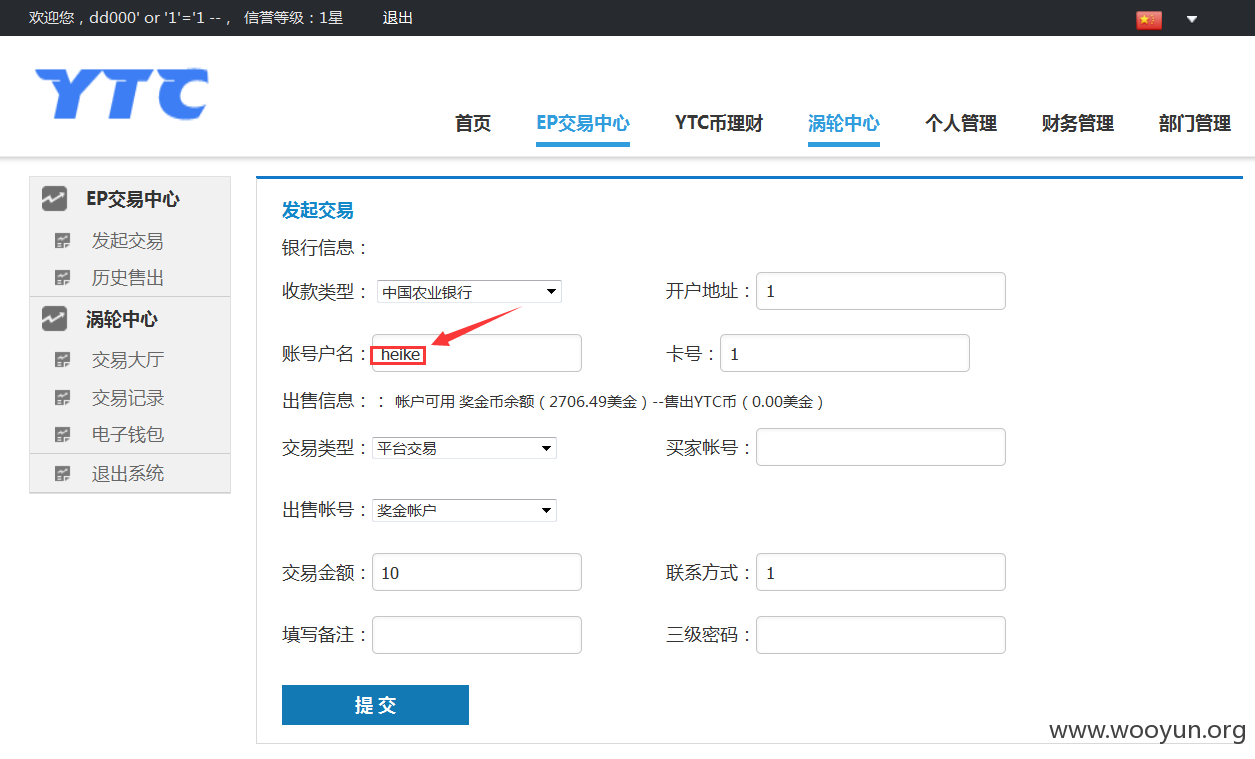 欢迎您，dd000' or '1'='1 --， 信誉等级：1星 退出
YTC
首页 EP交易中心 YTC币理财 涡轮中心 个人管理 财务管理 部门管理
EP交易中心
发起交易
历史售出
涡轮中心
交易大厅
交易记录
电子钱包
退出系统
发起交易
银行信息：
收款类型： 中国农业银行 开户地址： 1
账号户名： heike 卡号： 1
出售信息： ： 帐户可用 奖金币余额（2706.49美金）--售出YTC币（0.00美金）
交易类型： 平台交易 买家帐号：
出售帐号： 奖金帐户
交易金额： 10 联系方式： 1
填写备注： 三级密码：
提 交
www.wooyun.org